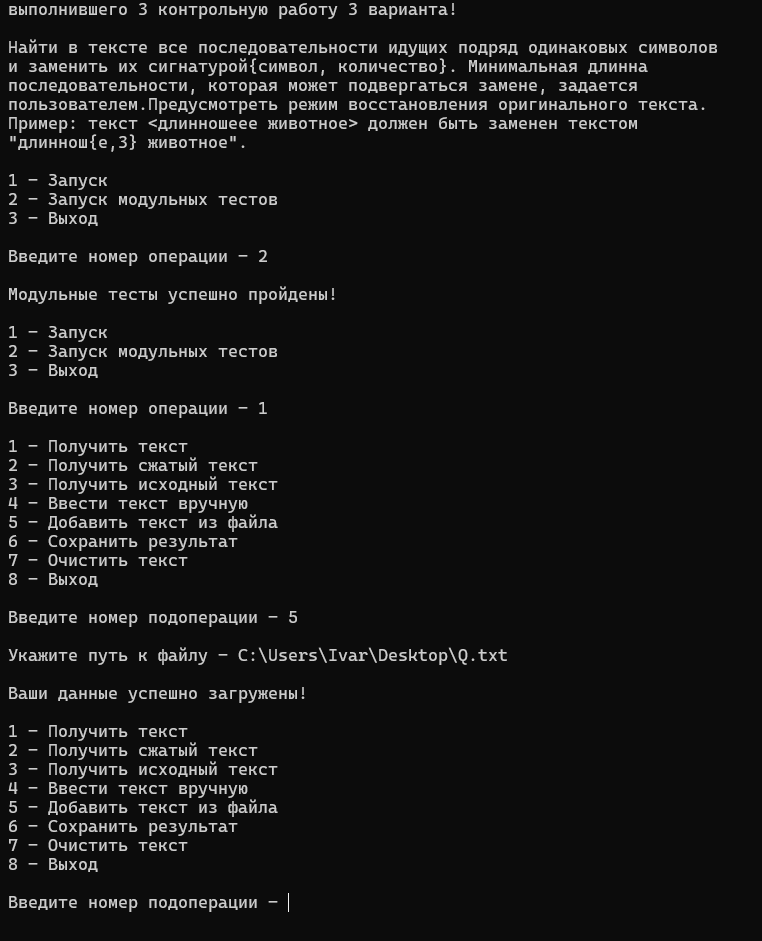 выполнившего 3 контрольную работу 3 варианта!
Найти в тексте все последовательности идущих подряд одинаковых символов
и заменить их сигнатурой{символ, количество}. Минимальная длинна
последовательности, которая может подвергаться замене, задается
пользователем.Предусмотреть режим восстановления оригинального текста.
Пример: текст <длинношеее животное> должен быть заменен текстом
"длиннош{е,3} животное".
1 - Запуск
2 - Запуск модульных тестов
3 - Выход
Введите номер операции - 2
Модульные тесты успешно пройдены!
1 - Запуск
2 - Запуск модульных тестов
3 - Выход
Введите номер операции - 1
1 - Получить текст
2 - Получить сжатый текст
3 - Получить исходный текст
4 - Ввести текст вручную
5 - Добавить текст из файла
6 - Сохранить результат
7 - Очистить текст
8 - Выход
Введите номер подоперации - 5
Укажите путь к файлу - C:\Users\Ivar\Desktop\Q.txt
Ваши данные успешно загружены!
1 - Получить текст
2 - Получить сжатый текст
3 - Получить исходный текст
4 - Ввести текст вручную
5 - Добавить текст из файла
6 - Сохранить результат
7 - Очистить текст
8 - Выход
Введите номер подоперации -